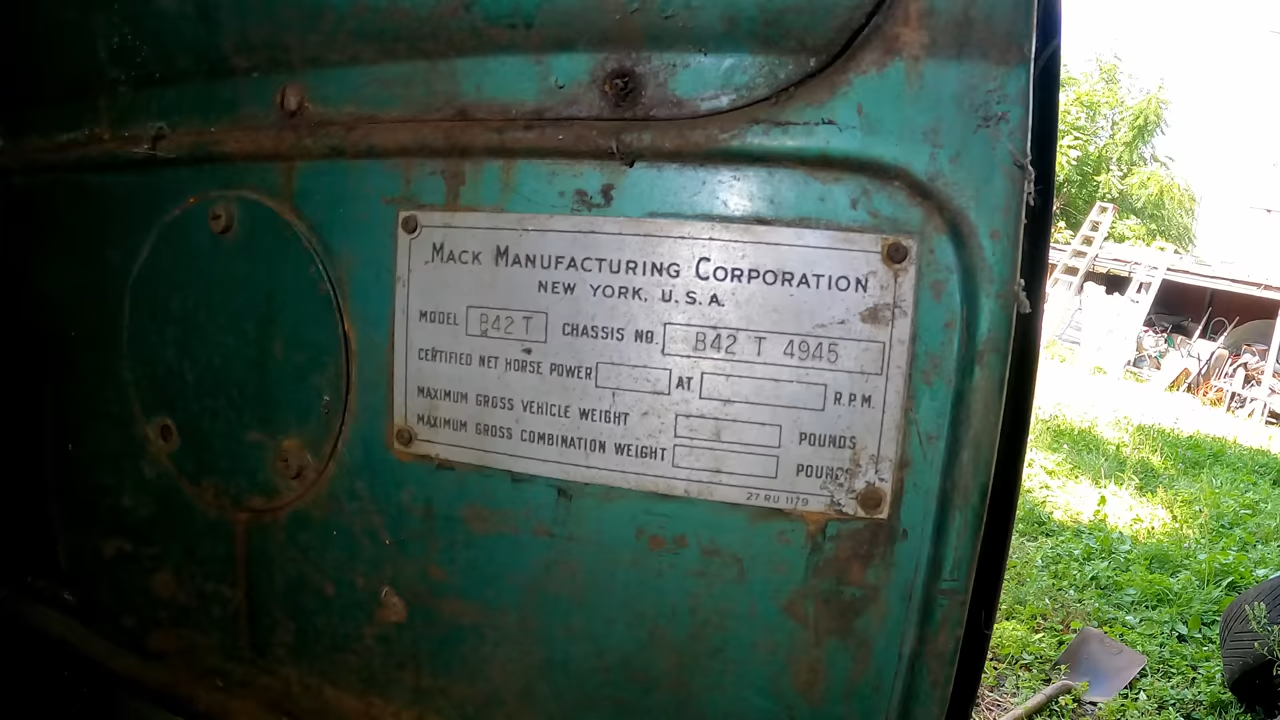 MACK MANUFACTURING CORPORATION
NEW YORK, U.S.A.
MODEL B42 T CHASSIS NO. B42 T 4945
CERTIFIED NET HORSE POWER AT R.P.M.
MAXIMUM GROSS VEHICLE WEIGHT POUNDS
MAXIMUM GROSS COMBINATION WEIGHT POUNDS
27 RU 1179